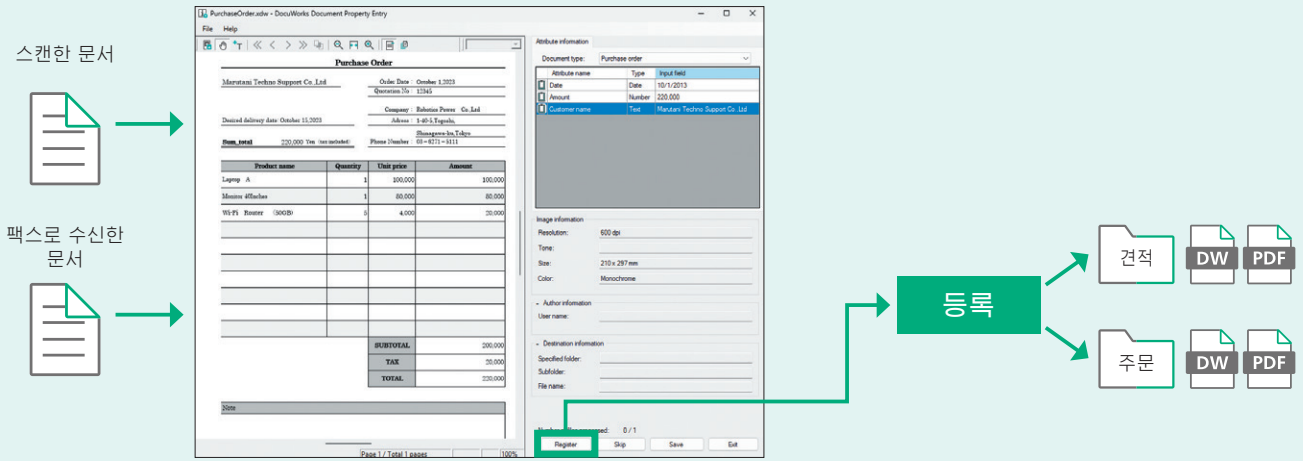 스캔한 문서
팩스로 수신한
문서
PurchaseOrder.xdw - DocuWorks Document Property Entry
File Help
Purchase Order
Marutani Techno Support Co.,Ltd
Order Date : October 1,2023
Quotation No : 12345
Company : Robotics Power Co.,Ltd
Desired delivery date: October 15,2023
Adress : 1-40-5,Toguchi,
Shinagawa-ku,Tokyo
Sum_total 220,000 Yen (tax included)
Phone Number : 03-6271-5111
Product name Quantity Unit price Amount
Laptop A 1 100,000 100,000
Monitor 40Inches 1 80,000 80,000
Wi-Fi Router (500B) 5 4,000 20,000
SUBTOTAL 200,000
TAX 20,000
TOTAL 220,000
Note
Page 1 / Total 1 pages 100%
Attribute information
Document type: Purchase order
Attribute name Type Input field
Date Date 10/1/2013
Amount Number 220,000
Customer name Text Marutani Techno Support Co.,Ltd
Image information
Resolution: 600 dpi
Tone:
Size: 210 x 297 mm
Color: Monochrome
Author information
User name:
Destination information
Specified folder:
Subfolder:
File name:
0 / 1
Register Skip Save Exit
등록
견적 DW PDF
주문 DW PDF